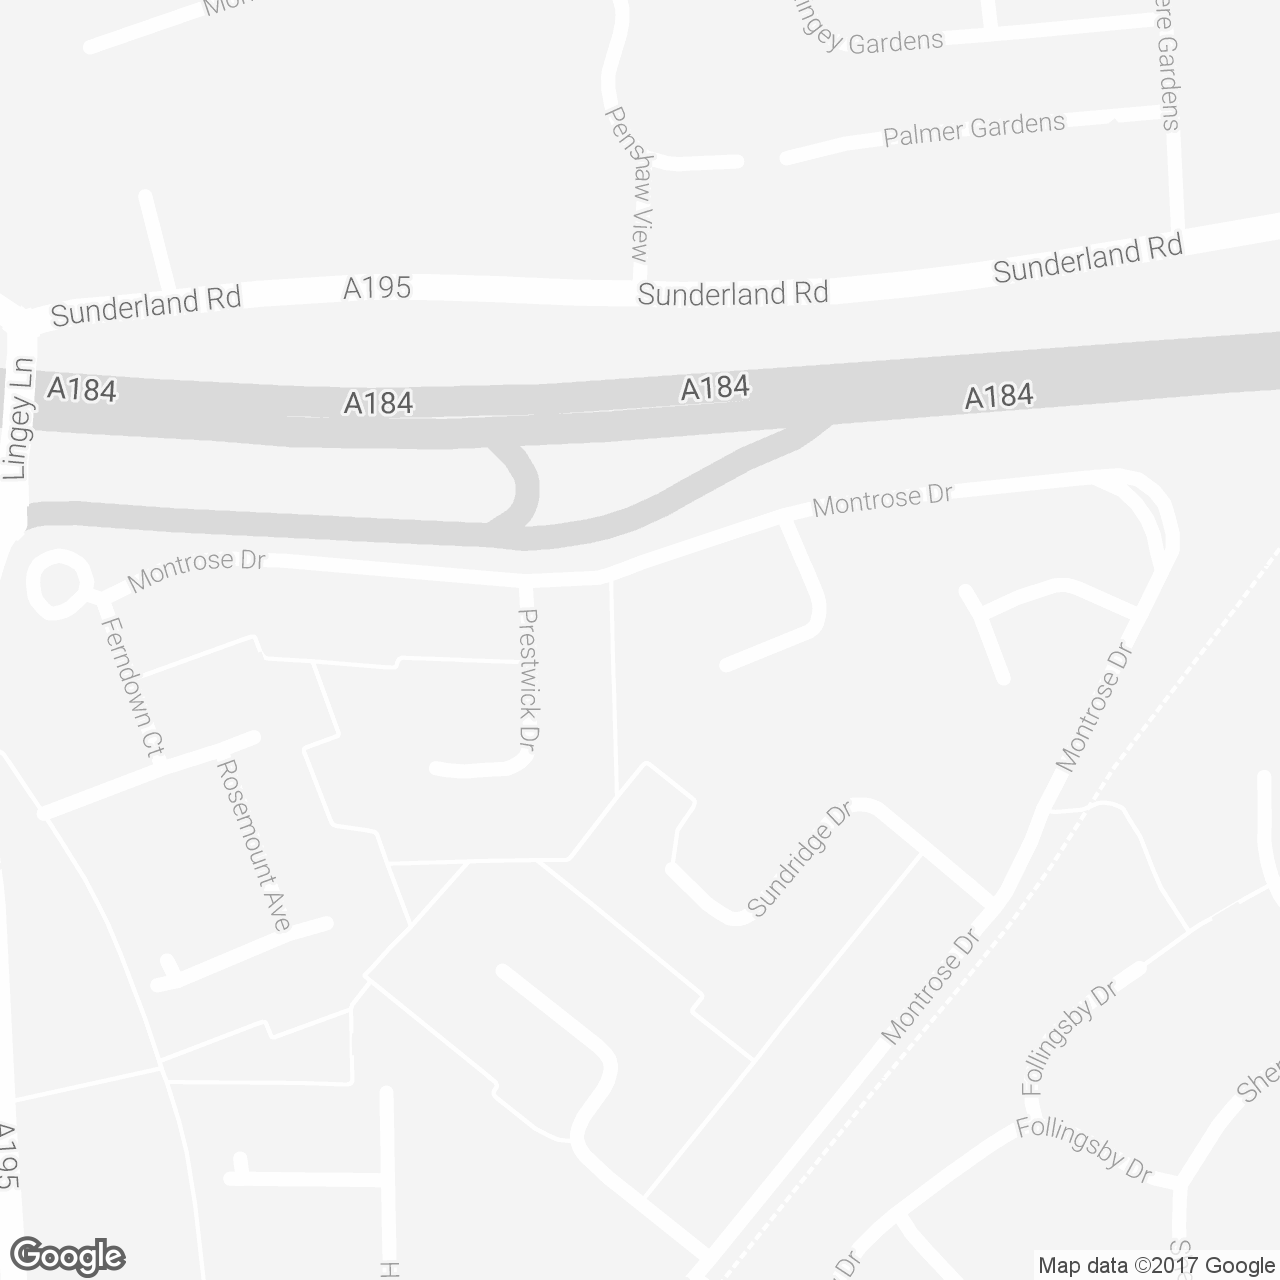 Gardens
Palmer Gardens
Gardens
Penshaw View
Sunderland Rd
A195
Sunderland Rd
Sunderland Rd
Lingey Ln
A184
A184
A184
A184
Montrose Dr
Montrose Dr
Ferndown Ct
Prestwick Dr
Montrose Dr
Rosemount Ave
Sundridge Dr
Montrose Dr
Follingsby Dr
Follingsby Dr
A195
Dr
H
Google
Map data ©2017 Google